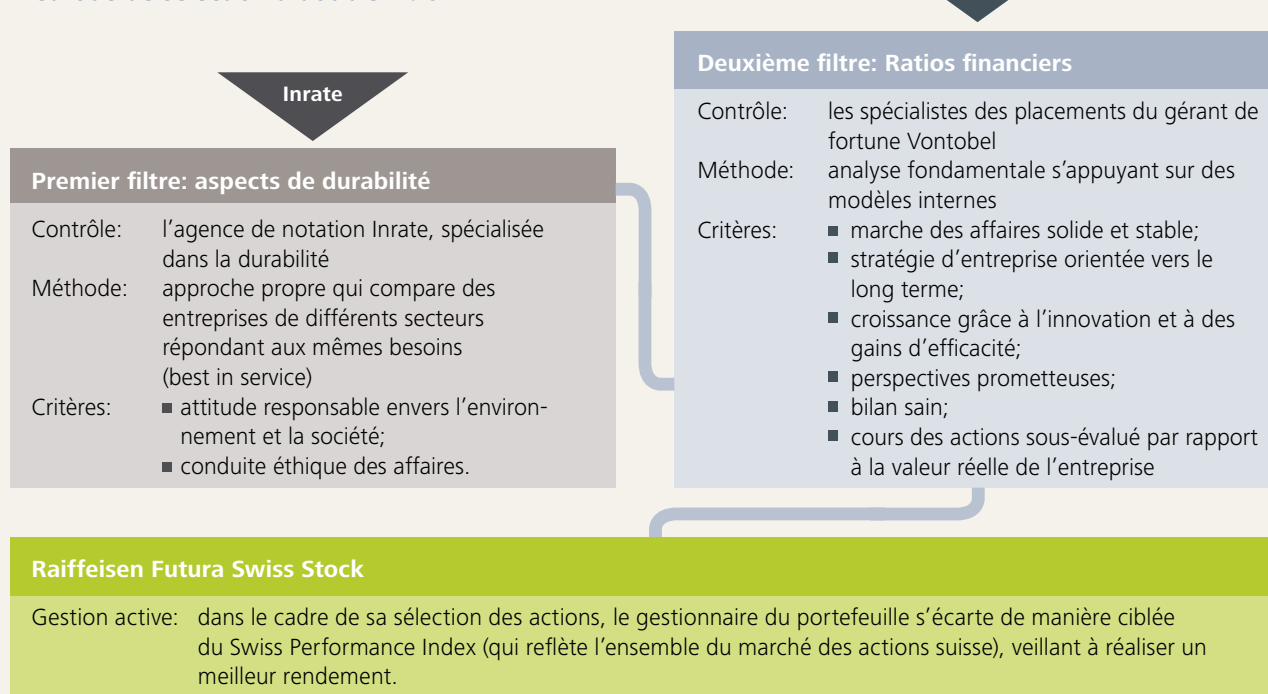 Inrate
Premier filtre: aspects de durabilité
Contrôle: l’agence de notation Inrate, spécialisée
dans la durabilité
Méthode: approche propre qui compare des
entreprises de différents secteurs
répondant aux mêmes besoins
(best in service)
Critères: ■ attitude responsable envers l’environ-
nement et la société;
■ conduite éthique des affaires.
Deuxième filtre: Ratios financiers
Contrôle: les spécialistes des placements du gérant de
fortune Vontobel
Méthode: analyse fondamentale s’appuyant sur des
modèles internes
Critères: ■ marche des affaires solide et stable;
■ stratégie d’entreprise orientée vers le
long terme;
■ croissance grâce à l’innovation et à des
gains d’efficacité;
■ perspectives prometteuses;
■ bilan sain;
■ cours des actions sous-évalué par rapport
à la valeur réelle de l’entreprise
Raiffeisen Futura Swiss Stock
Gestion active: dans le cadre de sa sélection des actions, le gestionnaire du portefeuille s’écarte de manière ciblée
du Swiss Performance Index (qui reflète l’ensemble du marché des actions suisse), veillant à réaliser un
meilleur rendement.